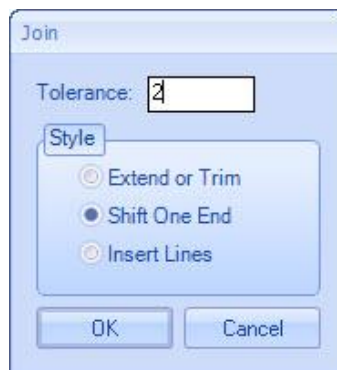 Join
Tolerance: 2
Style
Extend or Trim
Shift One End
Insert Lines
OK Cancel